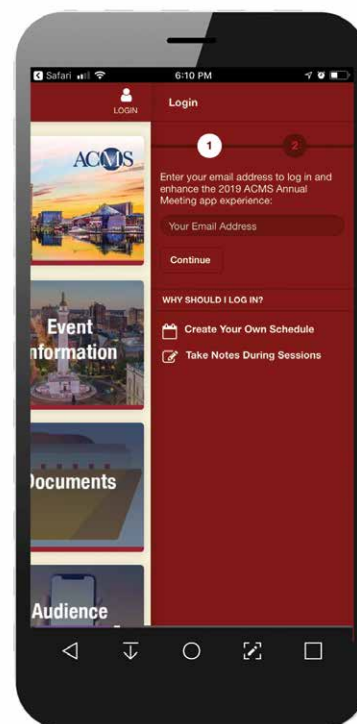 Safari
6:10 PM
LOGIN
Login
ACMS
1
2
Enter your email address to log in and
enhance the 2019 ACMS Annual
Meeting app experience:
Your Email Address
Continue
WHY SHOULD I LOG IN?
Create Your Own Schedule
Take Notes During Sessions
Event
nformation
Documents
Audience